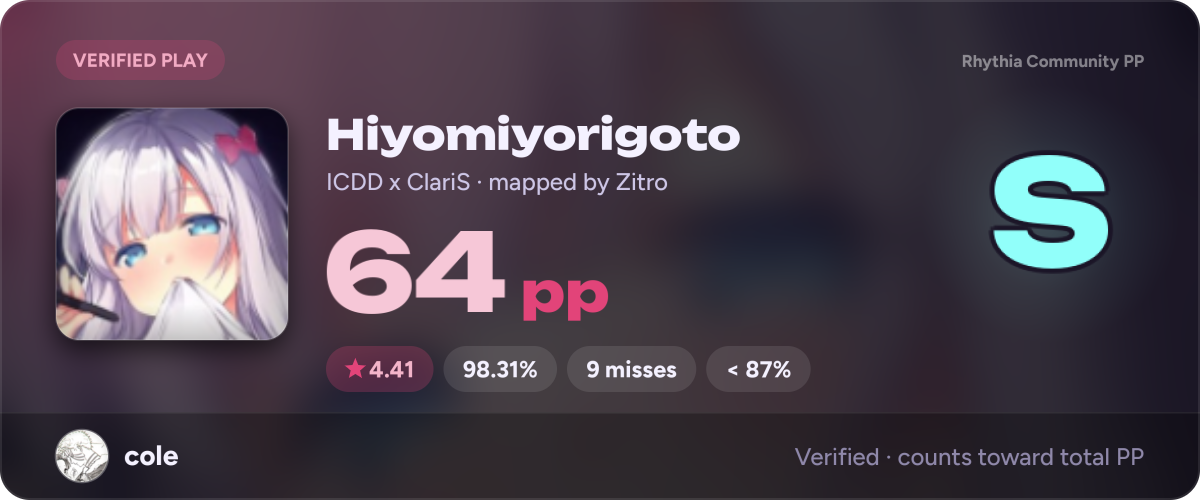 VERIFIED PLAY
Rhythia Community PP
Hiyomiyorigoto
ICDD x ClariS · mapped by Zitro
64 pp
S
★ 4.41
98.31%
9 misses
< 87%
cole
Verified · counts toward total PP